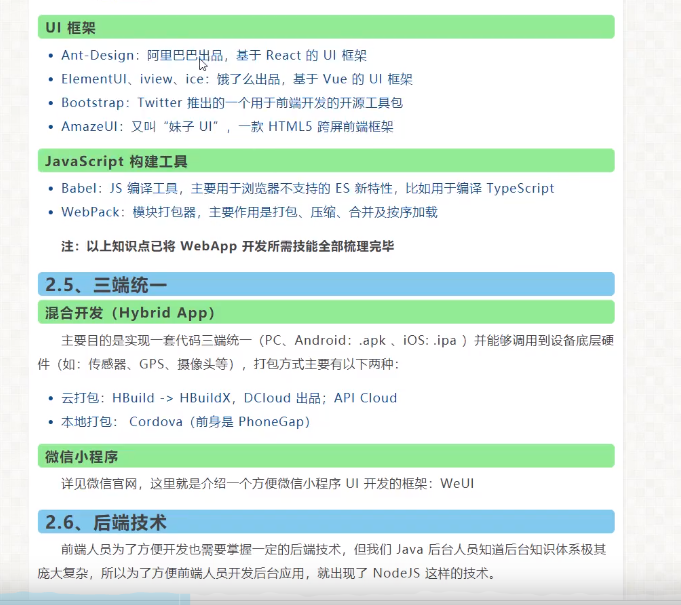 UI 框架
Ant-Design：阿里巴巴出品，基于 React 的 UI 框架
ElementUI、iview、ice：饿了么出品，基于 Vue 的 UI 框架
Bootstrap：Twitter 推出的一个用于前端开发的开源工具包
AmazeUI：又叫“妹子 UI”，一款 HTML5 跨屏前端框架
JavaScript 构建工具
Babel：JS 编译工具，主要用于浏览器不支持的 ES 新特性，比如用于编译 TypeScript
WebPack：模块打包器，主要作用是打包、压缩、合并及按序加载
注：以上知识点已将 WebApp 开发所需技能全部梳理完毕
2.5、三端统一
混合开发（Hybrid App）
主要目的是实现一套代码三端统一（PC、Android：.apk 、iOS: .ipa ）并能够调用到设备底层硬
件（如：传感器、GPS、摄像头等），打包方式主要有以下两种：
云打包：HBuild -> HBuildX，DCloud 出品；API Cloud
本地打包： Cordova（前身是 PhoneGap）
微信小程序
详见微信官网，这里就是介绍一个方便微信小程序 UI 开发的框架：WeUI
2.6、后端技术
前端人员为了方便开发也需要掌握一定的后端技术，但我们 Java 后台人员知道后台知识体系极其
庞大复杂，所以为了方便前端人员开发后台应用，就出现了 NodeJS 这样的技术。